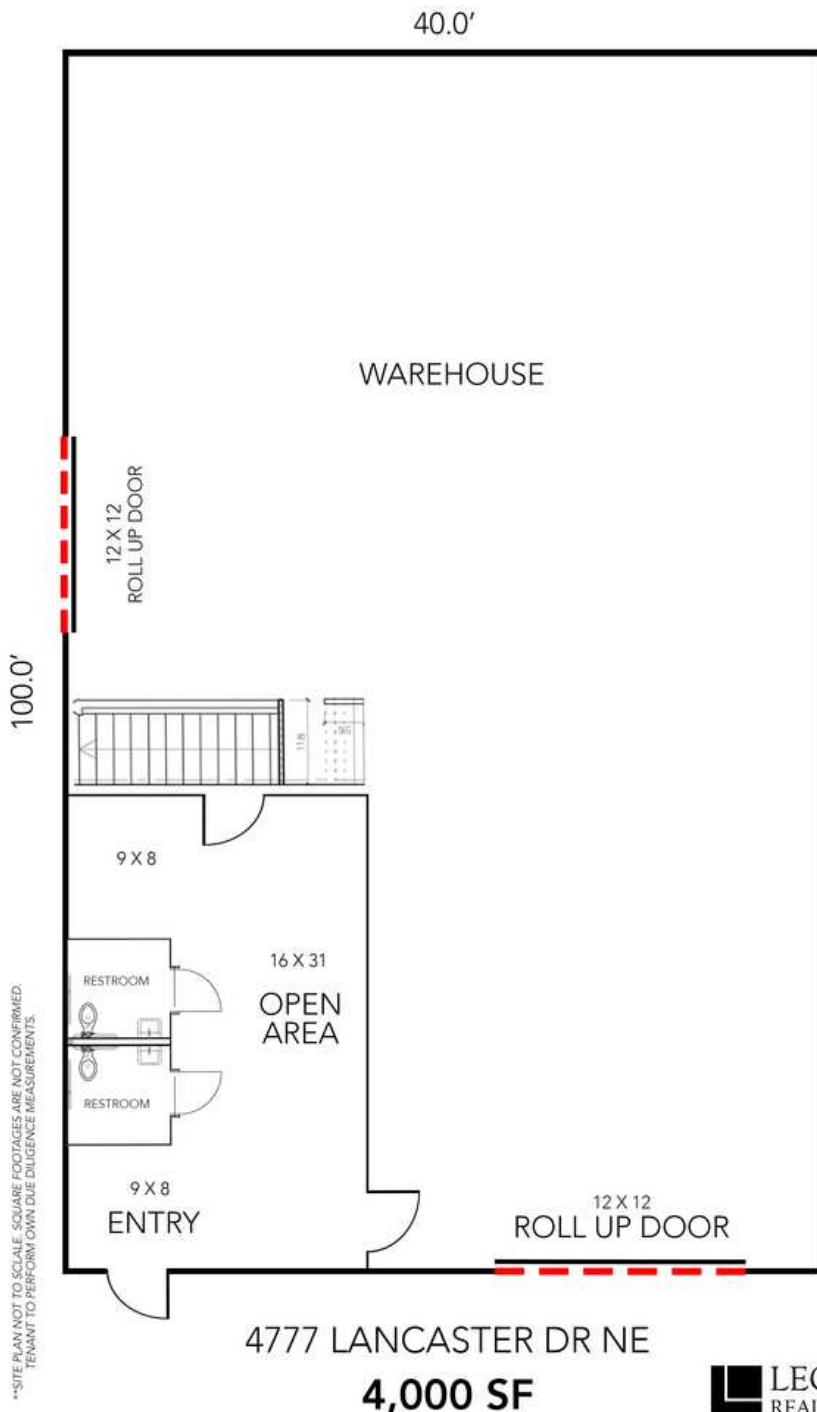 40.0'
WAREHOUSE
12 X 12
ROLL UP DOOR
100.0'
118
9 X 8
16 X 31
OPEN
AREA
RESTROOM
RESTROOM
9 X 8
ENTRY
12 X 12
ROLL UP DOOR
**SITE PLAN NOT TO SCLALE. SQUARE FOOTAGES ARE NOT CONFIRMED.
TENANT TO PERFORM OWN DUE DILIGENCE MEASUREMENTS.
4777 LANCASTER DR NE
4,000 SF